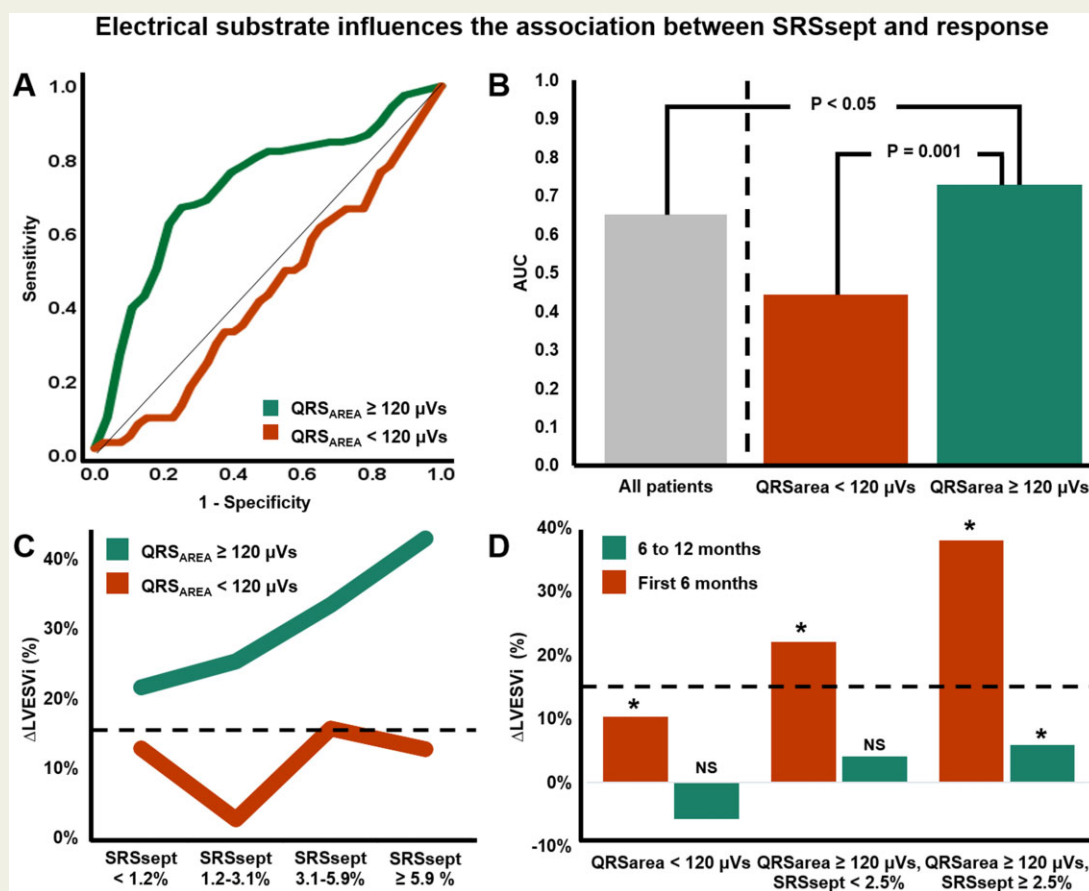 Electrical substrate influences the association between SRSsept and response
A
1.0
0.8
0.6
0.4
0.2
0.0
Sensitivity
QRSAREA ≥ 120 μVs
QRSAREA < 120 μVs
0.0 0.2 0.4 0.6 0.8 1.0
1 - Specificity
B
1.0
0.9
0.8
0.7
0.6
0.5
0.4
0.3
0.2
0.1
0.0
AUC
P < 0.05
P = 0.001
All patients QRSarea < 120 μVs QRSarea ≥ 120 μVs
C
40%
30%
20%
10%
0%
ΔLVESVi (%)
QRSAREA ≥ 120 μVs
QRSAREA < 120 μVs
SRSsept SRSsept SRSsept SRSsept
< 1.2% 1.2-3.1% 3.1-5.9% ≥ 5.9 %
D
40%
30%
20%
10%
0%
-10%
ΔLVESVi (%)
6 to 12 months
First 6 months
*
NS
*
NS
*
*
QRSarea < 120 μVs QRSarea ≥ 120 μVs, QRSarea ≥ 120 μVs,
SRSsept < 2.5% SRSsept ≥ 2.5%